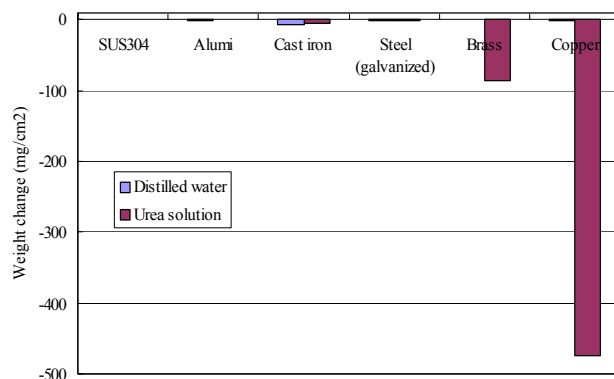 0
-100
-200
-300
-400
-500
Weight change (mg/cm2)
SUS304 Alumi Cast iron Steel Brass Copper
(galvanized)
Distilled water
Urea solution